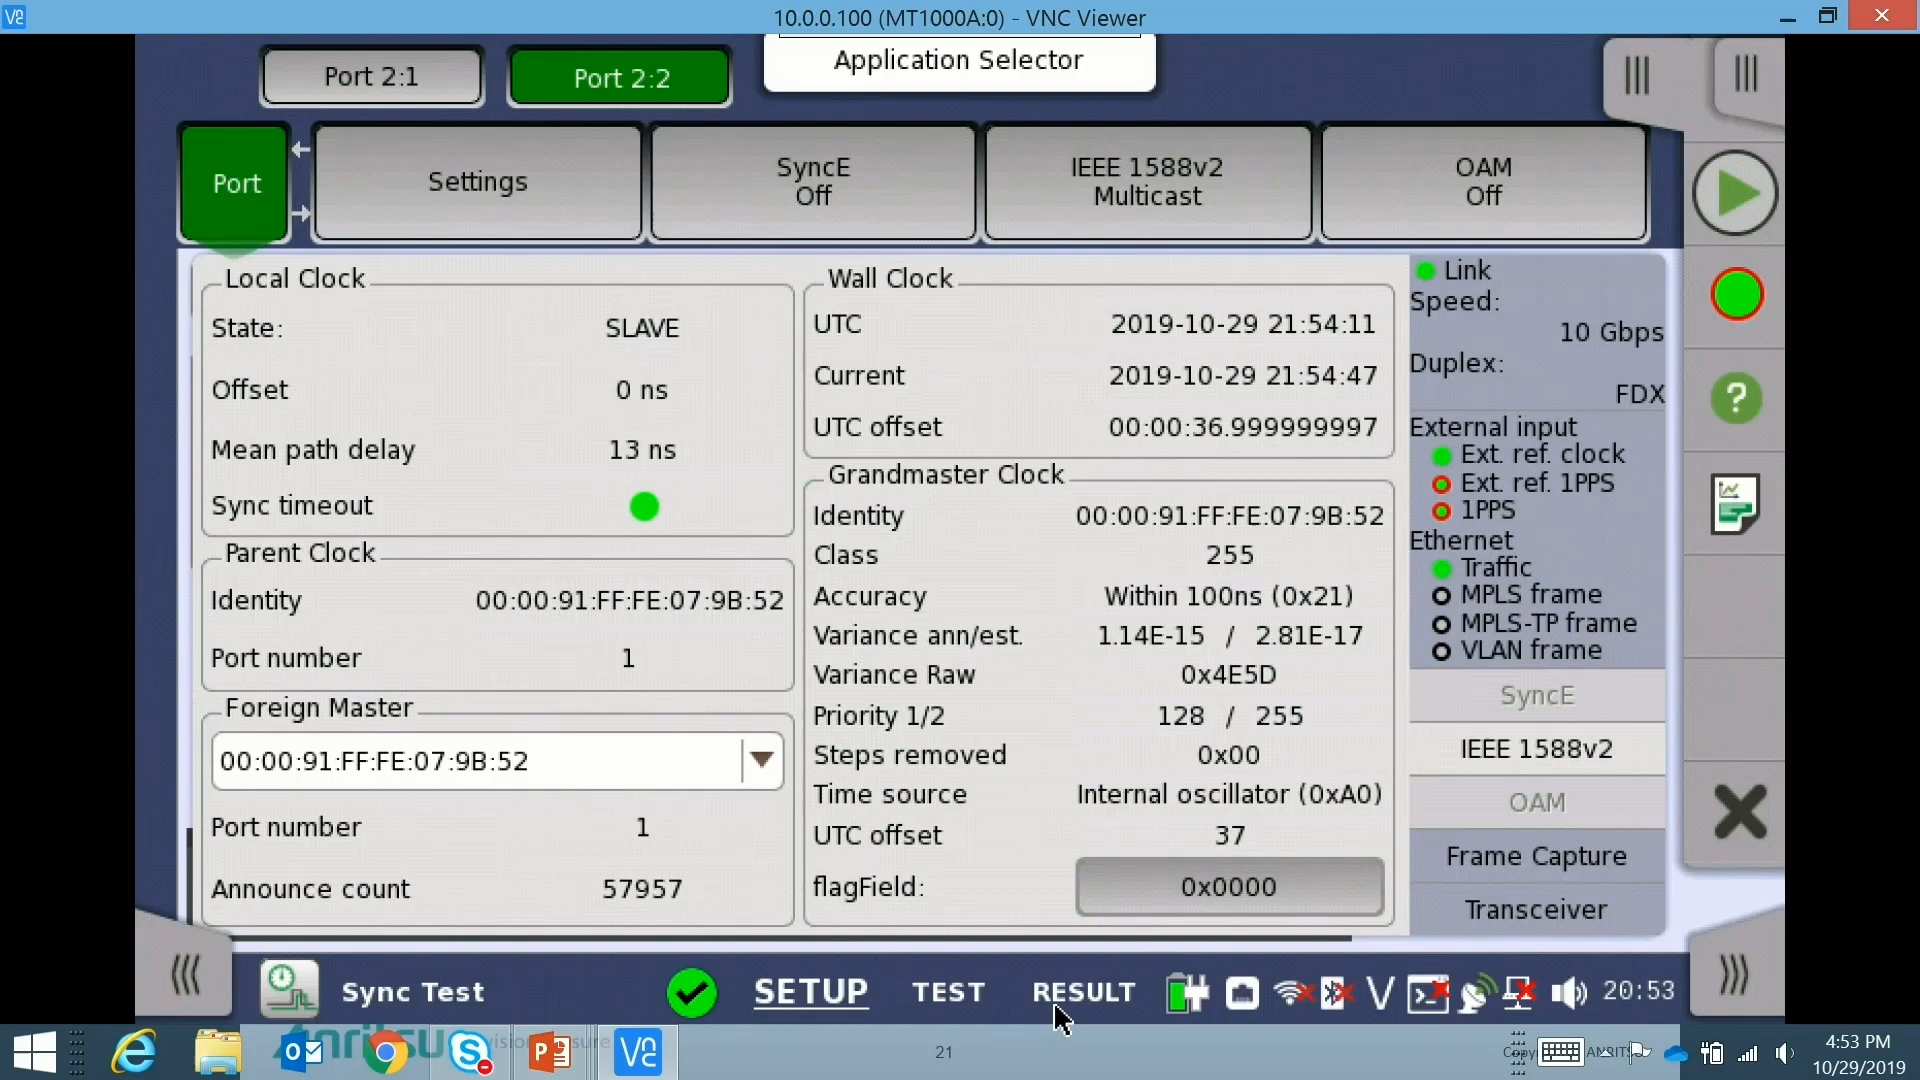 10.0.0.100 (MT1000A:0) - VNC Viewer
Port 2:1
Port 2:2
Application Selector
Port
Settings
SyncE
Off
IEEE 1588v2
Multicast
OAM
Off
Local Clock
State: SLAVE
Offset 0 ns
Mean path delay 13 ns
Sync timeout
Parent Clock
Identity 00:00:91:FF:FE:07:9B:52
Port number 1
Foreign Master
00:00:91:FF:FE:07:9B:52
Port number 1
Announce count 57957
Wall Clock
UTC 2019-10-29 21:54:11
Current 2019-10-29 21:54:47
UTC offset 00:00:36.999999997
Grandmaster Clock
Identity 00:00:91:FF:FE:07:9B:52
Class 255
Accuracy Within 100ns (0x21)
Variance ann/est. 1.14E-15 / 2.81E-17
Variance Raw 0x4E5D
Priority 1/2 128 / 255
Steps removed 0x00
Time source Internal oscillator (0xA0)
UTC offset 37
flagField: 0x0000
Link
Speed:
10 Gbps
Duplex:
FDX
External input
Ext. ref. clock
Ext. ref. 1PPS
1PPS
Ethernet
Traffic
MPLS frame
MPLS-TP frame
VLAN frame
SyncE
IEEE 1588v2
OAM
Frame Capture
Transceiver
Sync Test
SETUP
TEST
RESULT
20:53
21
4:53 PM
10/29/2019